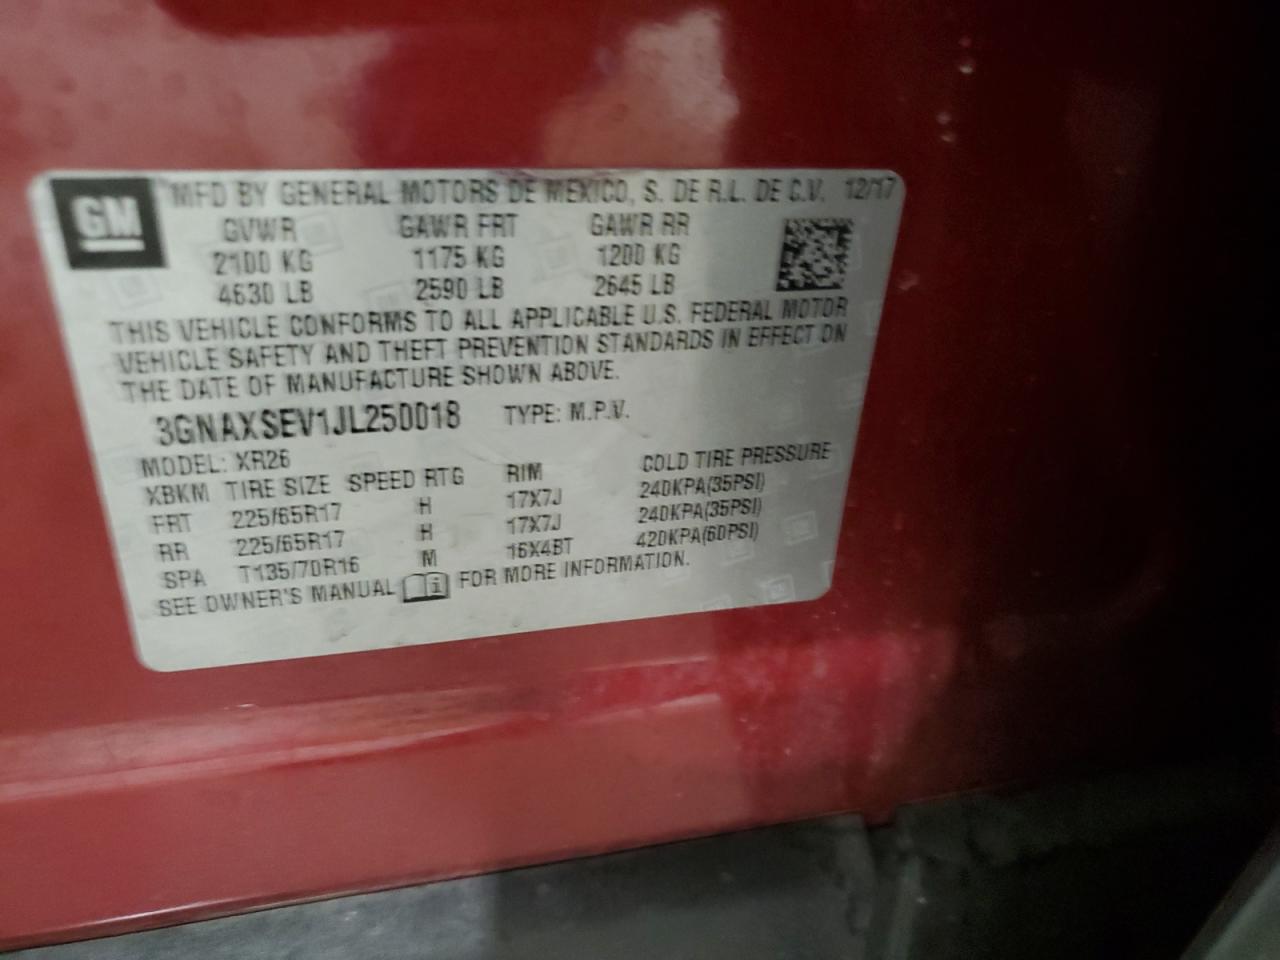 GM
MFD BY GENERAL MOTORS DE MEXICO, S. DE R.L. DE C.V. 12/17
GVWR GAWR FRT GAWR RR
2100 KG 1175 KG 1200 KG
4630 LB 2590 LB 2645 LB
THIS VEHICLE CONFORMS TO ALL APPLICABLE U.S. FEDERAL MOTOR
VEHICLE SAFETY AND THEFT PREVENTION STANDARDS IN EFFECT ON
THE DATE OF MANUFACTURE SHOWN ABOVE.
3GNAXSEV1JL250018 TYPE: M.P.V.
MODEL: XR26
XBKM TIRE SIZE SPEED RTG RIM COLD TIRE PRESSURE
FRT 225/65R17 H 17X7J 240KPA(35PSI)
RR 225/65R17 H 17X7J 240KPA(35PSI)
SPA T135/70R16 M 16X4BT 420KPA(60PSI)
SEE OWNER'S MANUAL FOR MORE INFORMATION.